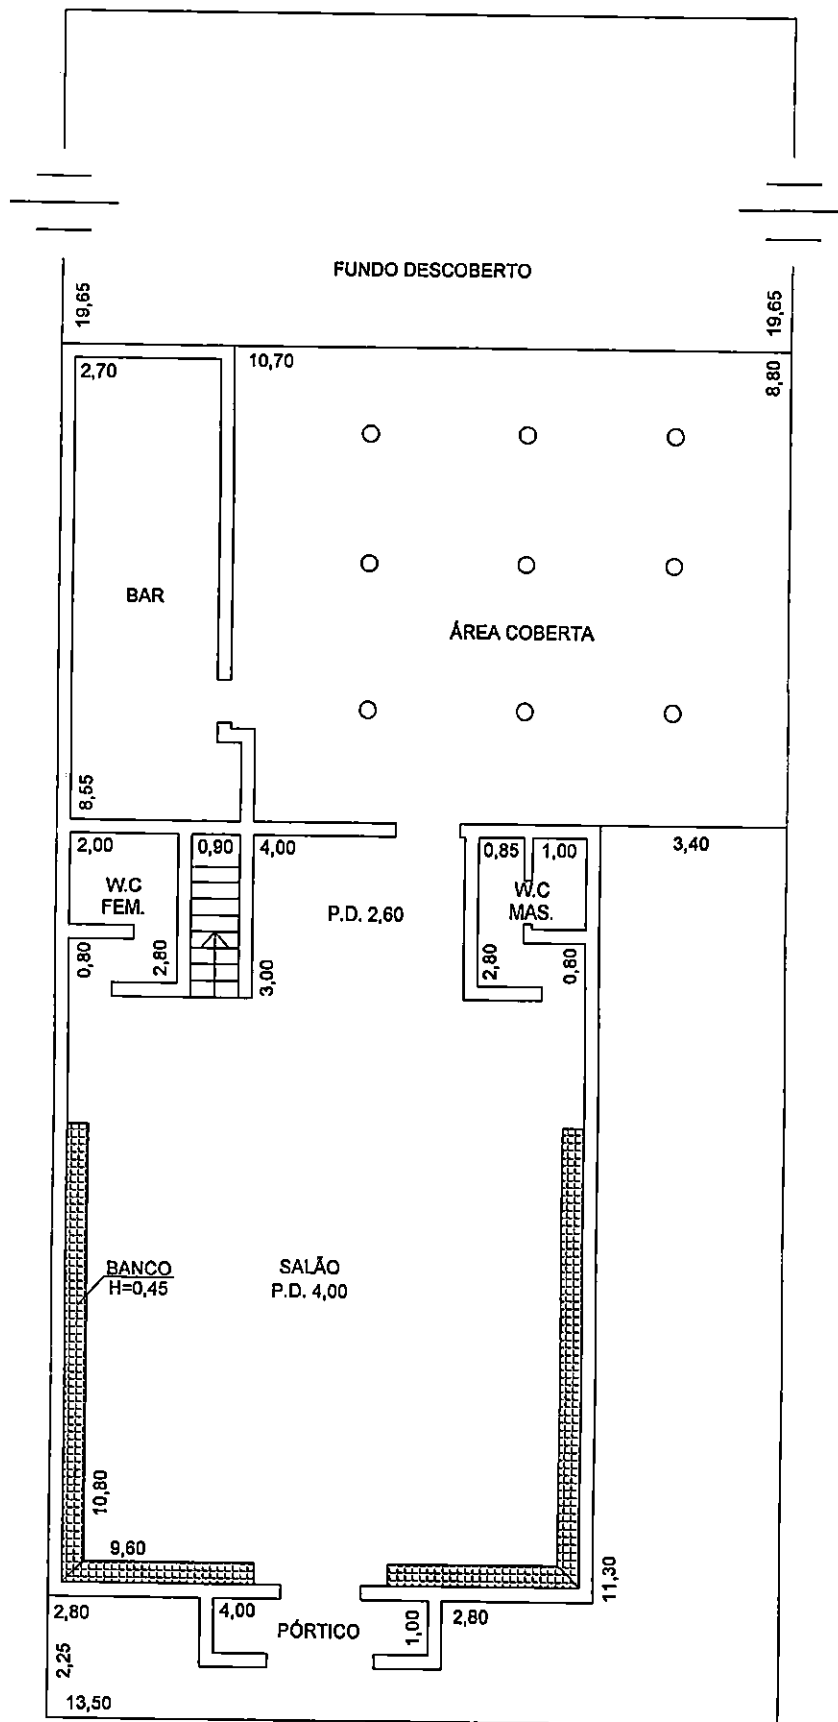 FUNDO DESCOBERTO
19,65
19,65
2,70
10,70
8,80
BAR
ÁREA COBERTA
8,55
2,00
0,90
4,00
0,85
1,00
3,40
W.C
FEM.
P.D. 2,60
W.C
MAS.
0,80
2,80
3,00
2,80
0,80
BANCO
H=0,45
SALÃO
P.D. 4,00
10,80
9,60
11,30
2,80
4,00
PÓRTICO
1,00
2,80
2,25
13,50